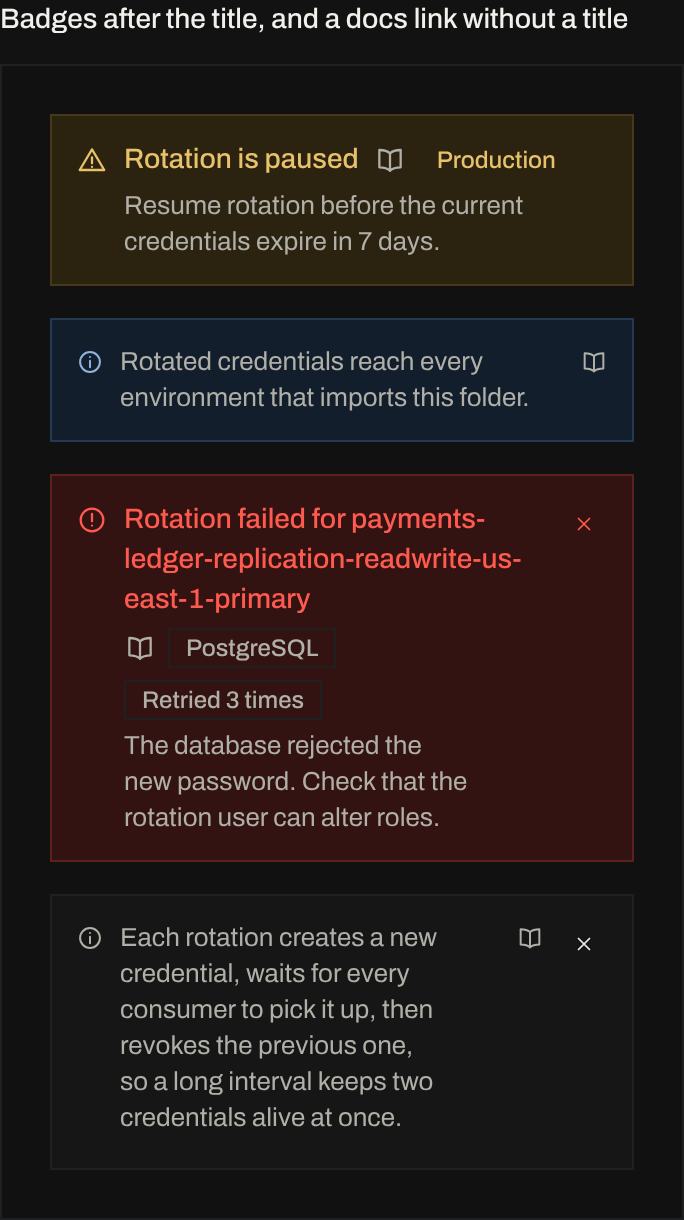 Badges after the title, and a docs link without a title
Rotation is paused Production
Resume rotation before the current
credentials expire in 7 days.
Rotated credentials reach every
environment that imports this folder.
Rotation failed for payments-
ledger-replication-readwrite-us-
east-1-primary
PostgreSQL
Retried 3 times
The database rejected the
new password. Check that the
rotation user can alter roles.
Each rotation creates a new
credential, waits for every
consumer to pick it up, then
revokes the previous one,
so a long interval keeps two
credentials alive at once.